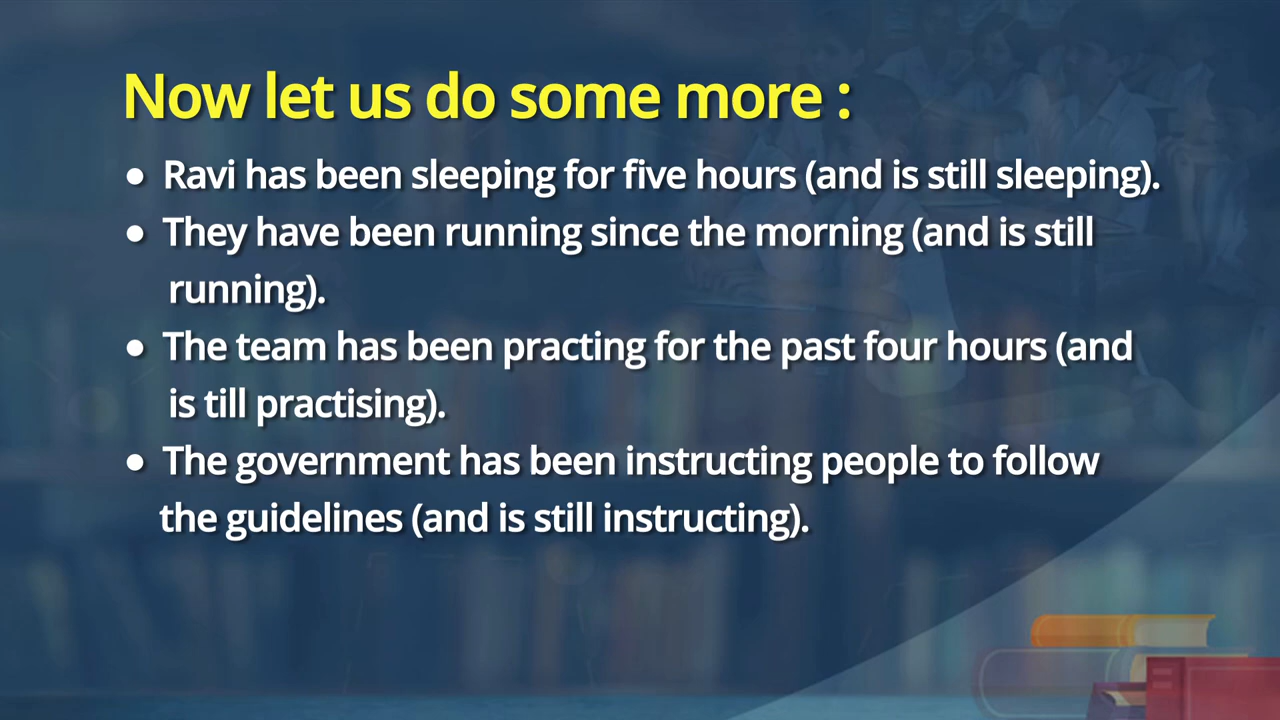 Now let us do some more :
• Ravi has been sleeping for five hours (and is still sleeping).
• They have been running since the morning (and is still
running).
• The team has been practing for the past four hours (and
is till practising).
• The government has been instructing people to follow
the guidelines (and is still instructing).